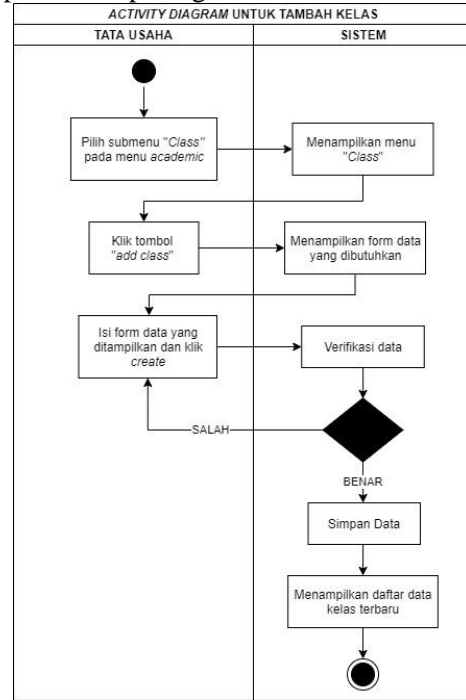 ACTIVITY DIAGRAM UNTUK TAMBAH KELAS
TATA USAHA
SISTEM
Pilih submenu "Class"
pada menu academic
Menampilkan menu
"Class"
Klik tombol
"add class"
Menampilkan form data
yang dibutuhkan
Isi form data yang
ditampilkan dan klik
create
Verifikasi data
SALAH
BENAR
Simpan Data
Menampilkan daftar data
kelas terbaru